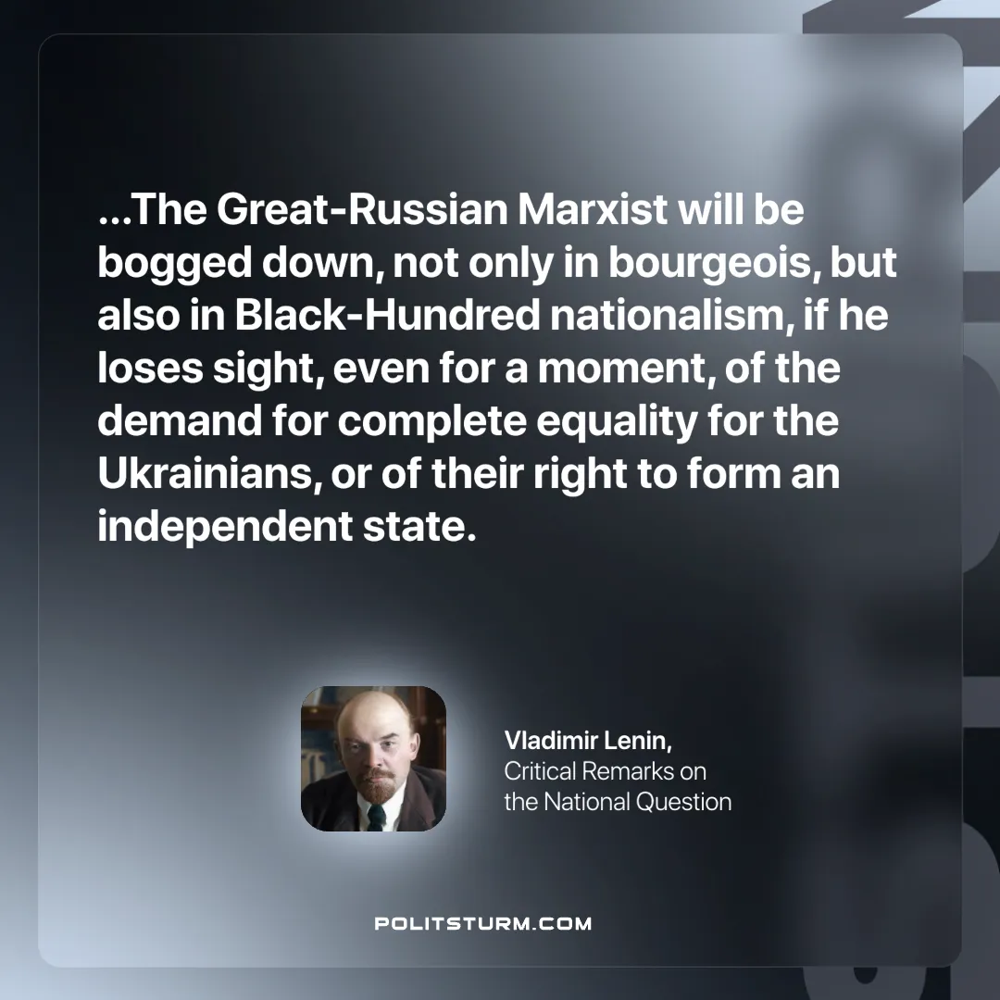 ...The Great-Russian Marxist will be
bogged down, not only in bourgeois, but
also in Black-Hundred nationalism, if he
loses sight, even for a moment, of the
demand for complete equality for the
Ukrainians, or of their right to form an
independent state.
Vladimir Lenin,
Critical Remarks on
the National Question
POLITSTURM.COM